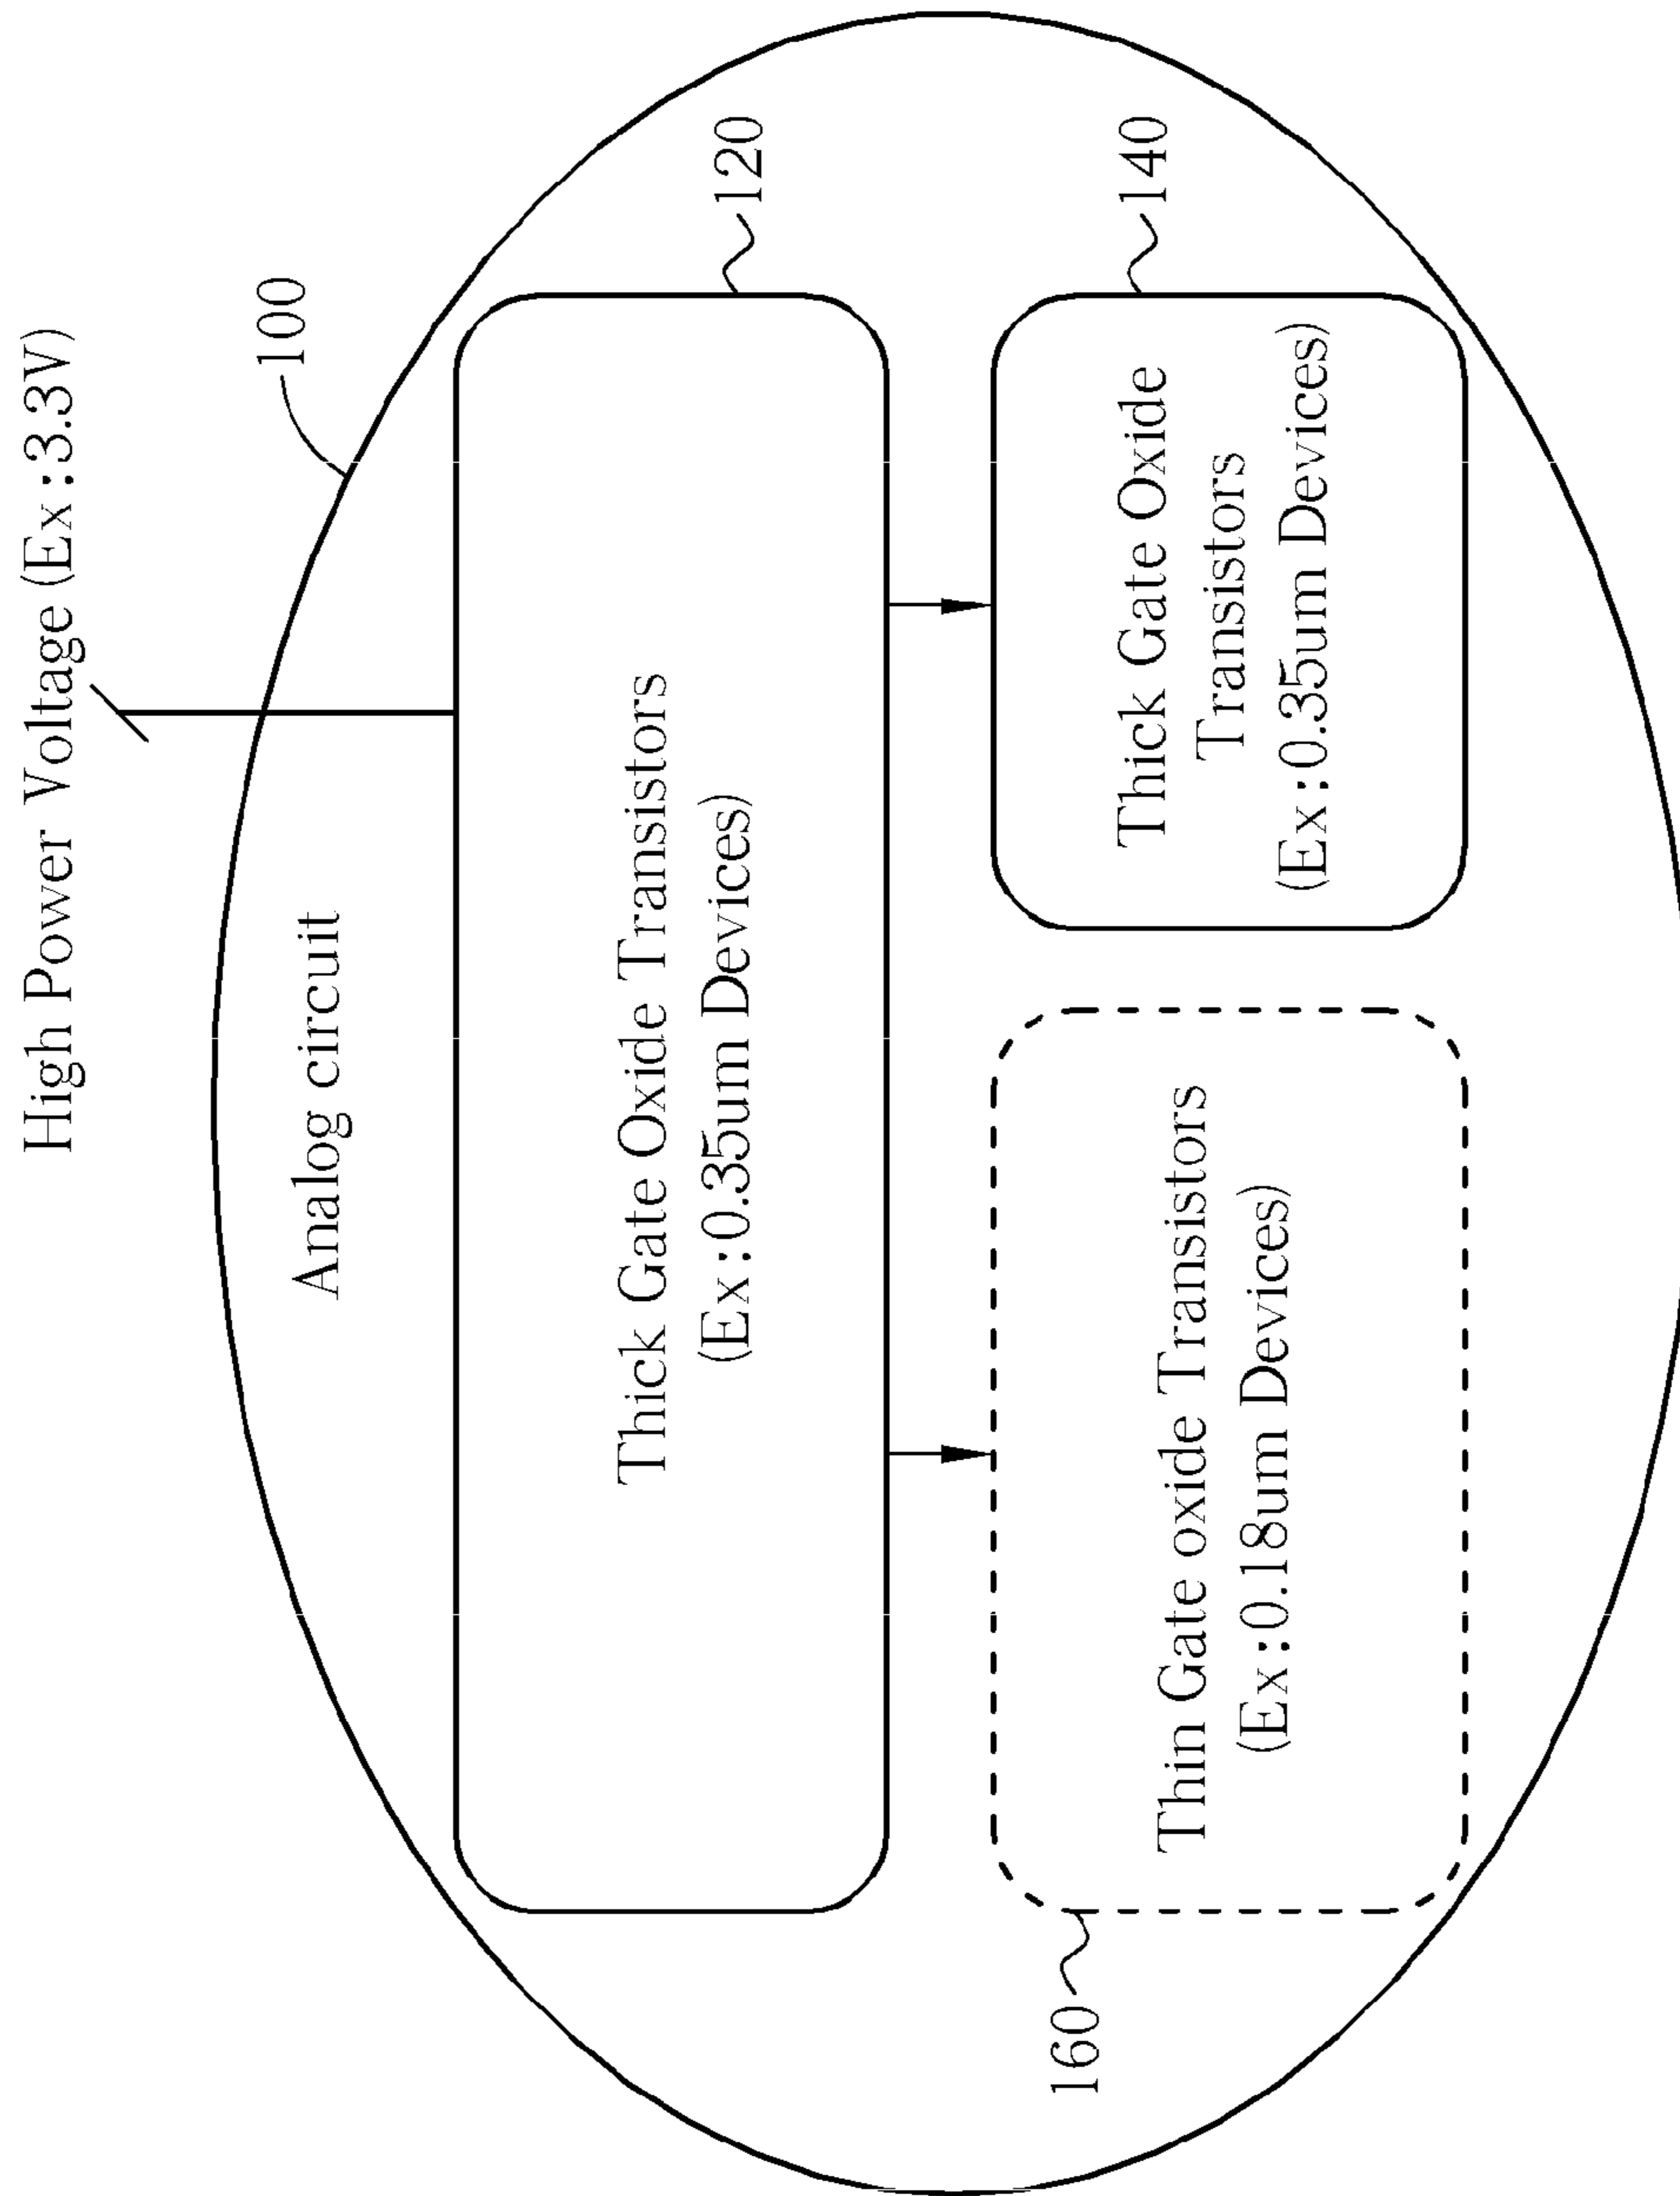 High Power Voltage (Ex:3.3V)
100
Analog circuit
120
Thick Gate Oxide Transistors
(Ex:0.35um Devices)
160
Thin Gate oxide Transistors
(Ex:0.18um Devices)
140
Thick Gate Oxide
Transistors
(Ex:0.35um Devices)